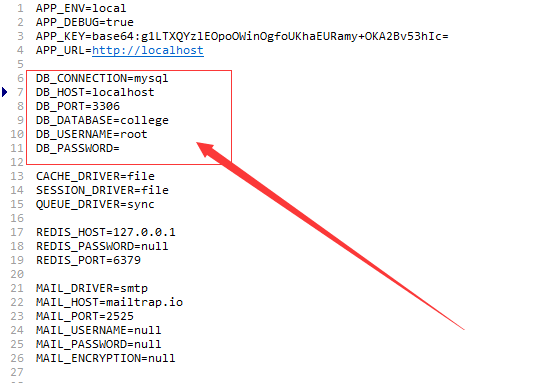 1 APP_ENV=local
2 APP_DEBUG=true
3 APP_KEY=base64:g1LTXQYzlEOpoOWinOgfoUKhaEURamy+OKA2Bv53hIc=
4 APP_URL=http://localhost
5
6 DB_CONNECTION=mysql
7 DB_HOST=localhost
8 DB_PORT=3306
9 DB_DATABASE=college
10 DB_USERNAME=root
11 DB_PASSWORD=
12
13 CACHE_DRIVER=file
14 SESSION_DRIVER=file
15 QUEUE_DRIVER=sync
16
17 REDIS_HOST=127.0.0.1
18 REDIS_PASSWORD=null
19 REDIS_PORT=6379
20
21 MAIL_DRIVER=smtp
22 MAIL_HOST=mailtrap.io
23 MAIL_PORT=2525
24 MAIL_USERNAME=null
25 MAIL_PASSWORD=null
26 MAIL_ENCRYPTION=null
27